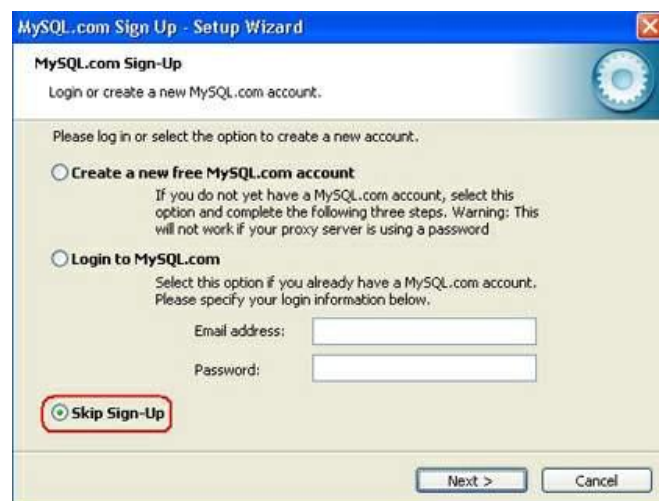 MySQL.com Sign Up - Setup Wizard
MySQL.com Sign-Up
Login or create a new MySQL.com account.
Please log in or select the option to create a new account.
Create a new free MySQL.com account
If you do not yet have a MySQL.com account, select this
option and complete the following three steps. Warning: This
will not work if your proxy server is using a password
Login to MySQL.com
Select this option if you already have a MySQL.com account.
Please specify your login information below.
Email address:
Password:
Skip Sign-Up
Next >
Cancel